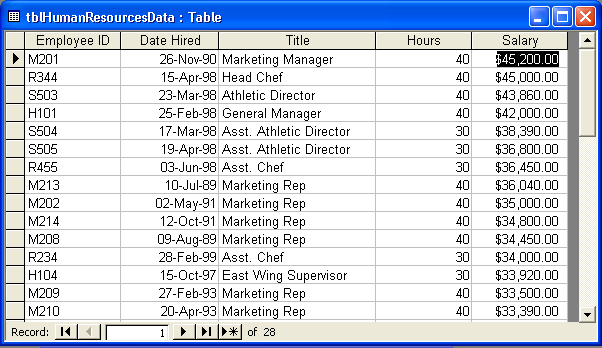 tblHumanResourcesData : Table
Employee ID Date Hired Title Hours Salary
M201 26-Nov-90 Marketing Manager 40 $45,200.00
R344 15-Apr-98 Head Chef 40 $45,000.00
S503 23-Mar-98 Athletic Director 40 $43,860.00
H101 25-Feb-98 General Manager 40 $42,000.00
S504 17-Mar-98 Asst. Athletic Director 30 $38,390.00
S505 19-Apr-98 Asst. Athletic Director 30 $36,800.00
R455 03-Jun-98 Asst. Chef 30 $36,450.00
M213 10-Jul-89 Marketing Rep 40 $36,040.00
M202 02-May-91 Marketing Rep 40 $35,000.00
M214 12-Oct-91 Marketing Rep 40 $34,800.00
M208 09-Aug-89 Marketing Rep 40 $34,450.00
R234 28-Feb-99 Asst. Chef 30 $34,000.00
H104 15-Oct-97 East Wing Supervisor 30 $33,920.00
M209 27-Feb-93 Marketing Rep 40 $33,500.00
M210 20-Apr-93 Marketing Rep 40 $33,390.00
Record: 1 of 28